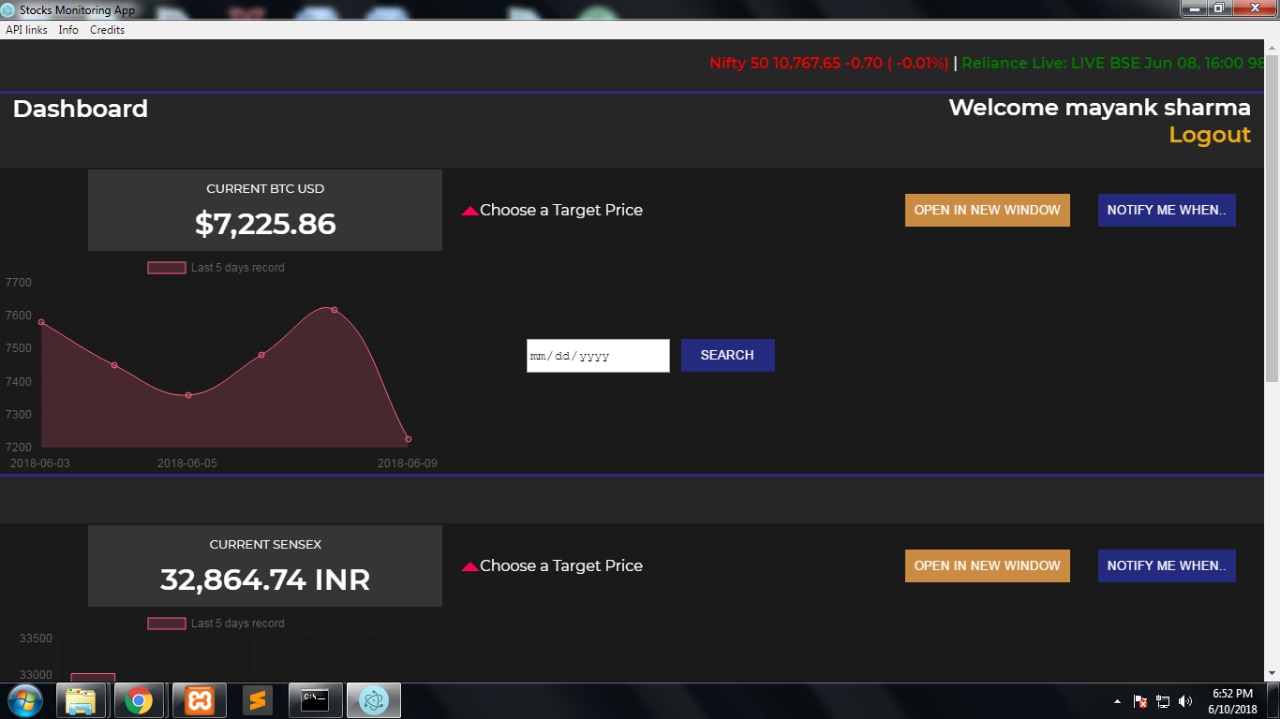 Stocks Monitoring App
API links Info Credits
Nifty 50 10,767.65 -0.70 ( -0.01%) | Reliance Live: LIVE BSE Jun 08, 16:00 98
Dashboard
Welcome mayank sharma
Logout
CURRENT BTC USD
$7,225.86
Choose a Target Price
OPEN IN NEW WINDOW
NOTIFY ME WHEN..
Last 5 days record
7700
7600
7500
7400
7300
7200
2018-06-03 2018-06-05 2018-06-09
mm/dd/yyyy
SEARCH
CURRENT SENSEX
32,864.74 INR
Choose a Target Price
OPEN IN NEW WINDOW
NOTIFY ME WHEN..
Last 5 days record
33500
33000
C:\_
6:52 PM
6/10/2018